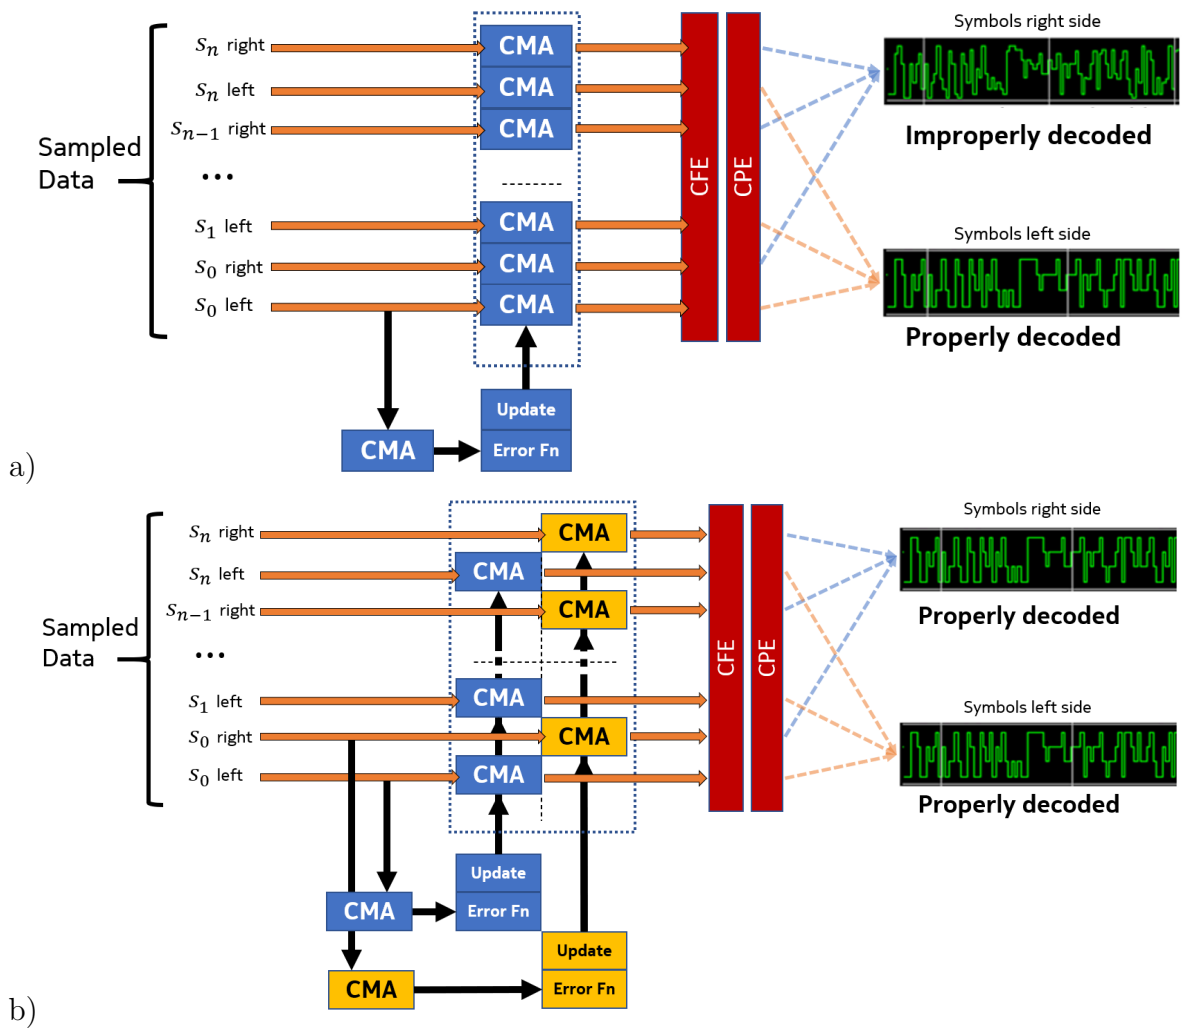 Symbols right side
S_n right
CMA
S_n left
CMA
S_{n-1} right
CMA
Improperly decoded
Sampled
Data
...
CFE
CPE
Symbols left side
S_1 left
CMA
S_0 right
CMA
S_0 left
CMA
Properly decoded
Update
CMA
Error Fn
a)
Symbols right side
S_n right
CMA
S_n left
CMA
S_{n-1} right
CMA
Properly decoded
Sampled
Data
...
CFE
CPE
Symbols left side
S_1 left
CMA
S_0 right
CMA
S_0 left
CMA
Properly decoded
Update
CMA
Error Fn
Update
CMA
Error Fn
b)